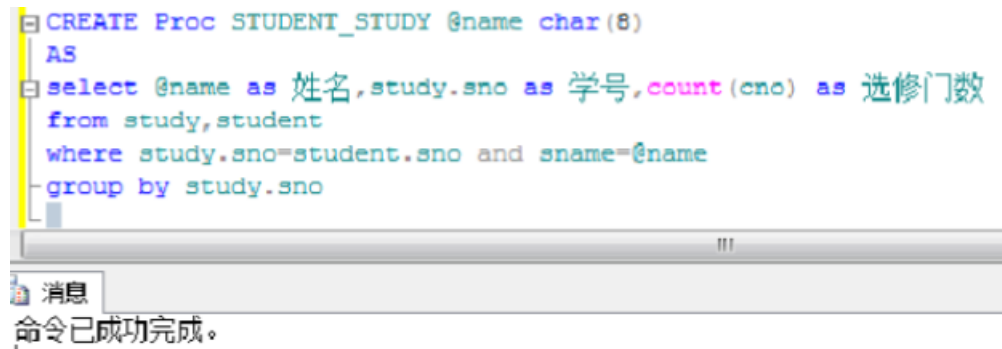 CREATE Proc STUDENT_STUDY @name char(8)
AS
select @name as 姓名,study.sno as 学号,count(cno) as 选修门数
from study,student
where study.sno=student.sno and sname=@name
group by study.sno
消息
命令已成功完成。